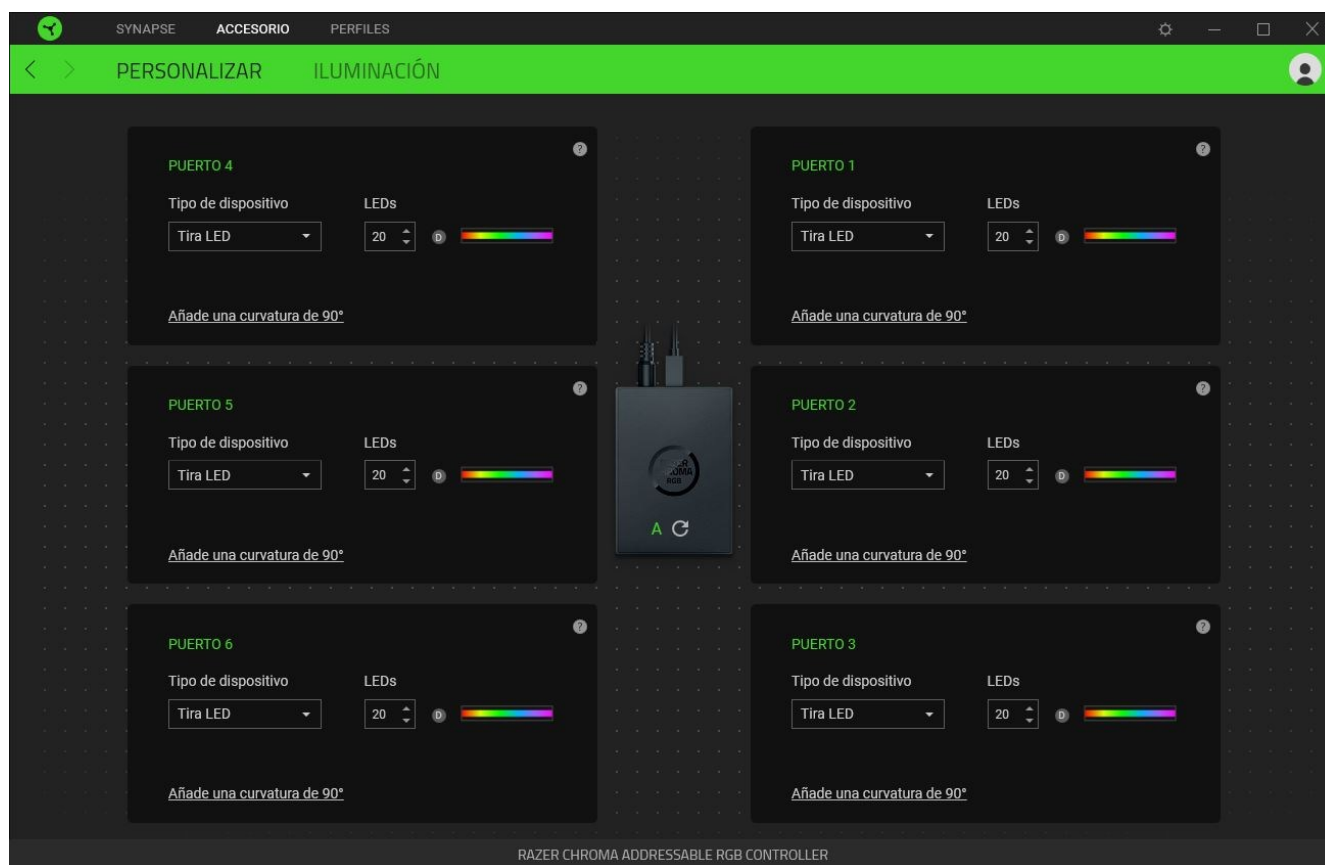 SYNAPSE ACCESORIO PERFILES
PERSONALIZAR ILUMINACIÓN
PUERTO 4
Tipo de dispositivo LEDs
Tira LED 20 D
Añade una curvatura de 90°
PUERTO 5
Tipo de dispositivo LEDs
Tira LED 20 D
Añade una curvatura de 90°
PUERTO 6
Tipo de dispositivo LEDs
Tira LED 20 D
Añade una curvatura de 90°
RGB
A
PUERTO 1
Tipo de dispositivo LEDs
Tira LED 20 D
Añade una curvatura de 90°
PUERTO 2
Tipo de dispositivo LEDs
Tira LED 20 D
Añade una curvatura de 90°
PUERTO 3
Tipo de dispositivo LEDs
Tira LED 20 D
Añade una curvatura de 90°
RAZER CHROMA ADDRESSABLE RGB CONTROLLER